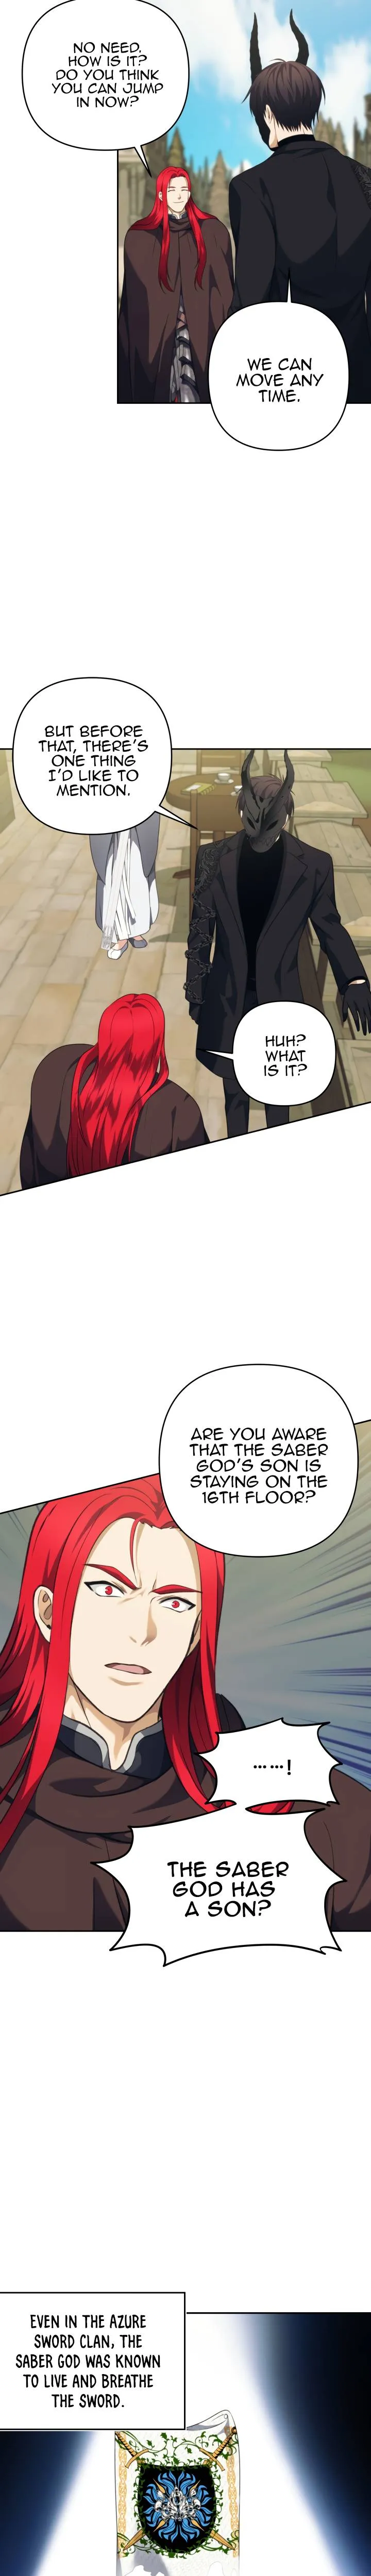 NO NEED.
HOW IS IT?
DO YOU THINK
YOU CAN JUMP
IN NOW?
WE CAN
MOVE ANY
TIME.
BUT BEFORE
THAT, THERE'S
ONE THING
I'D LIKE TO
MENTION.
HUH?
WHAT
IS IT?
ARE YOU AWARE
THAT THE SABER
GOD'S SON IS
STAYING ON THE
16TH FLOOR?
……!
THE SABER
GOD HAS
A SON?
EVEN IN THE AZURE
SWORD CLAN, THE
SABER GOD WAS KNOWN
TO LIVE AND BREATHE
THE SWORD.